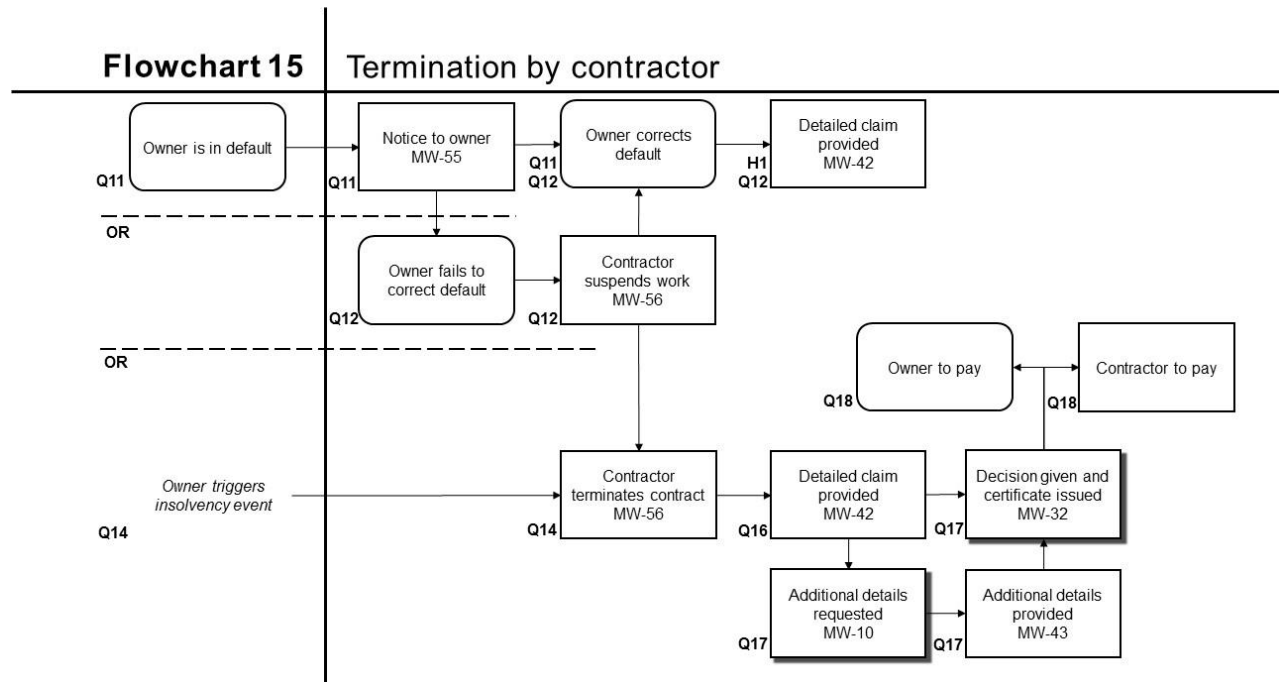 Flowchart 15
Termination by contractor
Owner is in default
Q11
Notice to owner
MW-55
Q11
Owner corrects
default
Q11
Q12
Detailed claim
provided
MW-42
H1
Q12
OR
Owner fails to
correct default
Q12
Contractor
suspends work
MW-56
Q12
OR
Owner to pay
Q18
Contractor to pay
Q18
Owner triggers
insolvency event
Q14
Contractor
terminates contract
MW-56
Q14
Detailed claim
provided
MW-42
Q16
Decision given and
certificate issued
MW-32
Q17
Additional details
requested
MW-10
Q17
Additional details
provided
MW-43
Q17